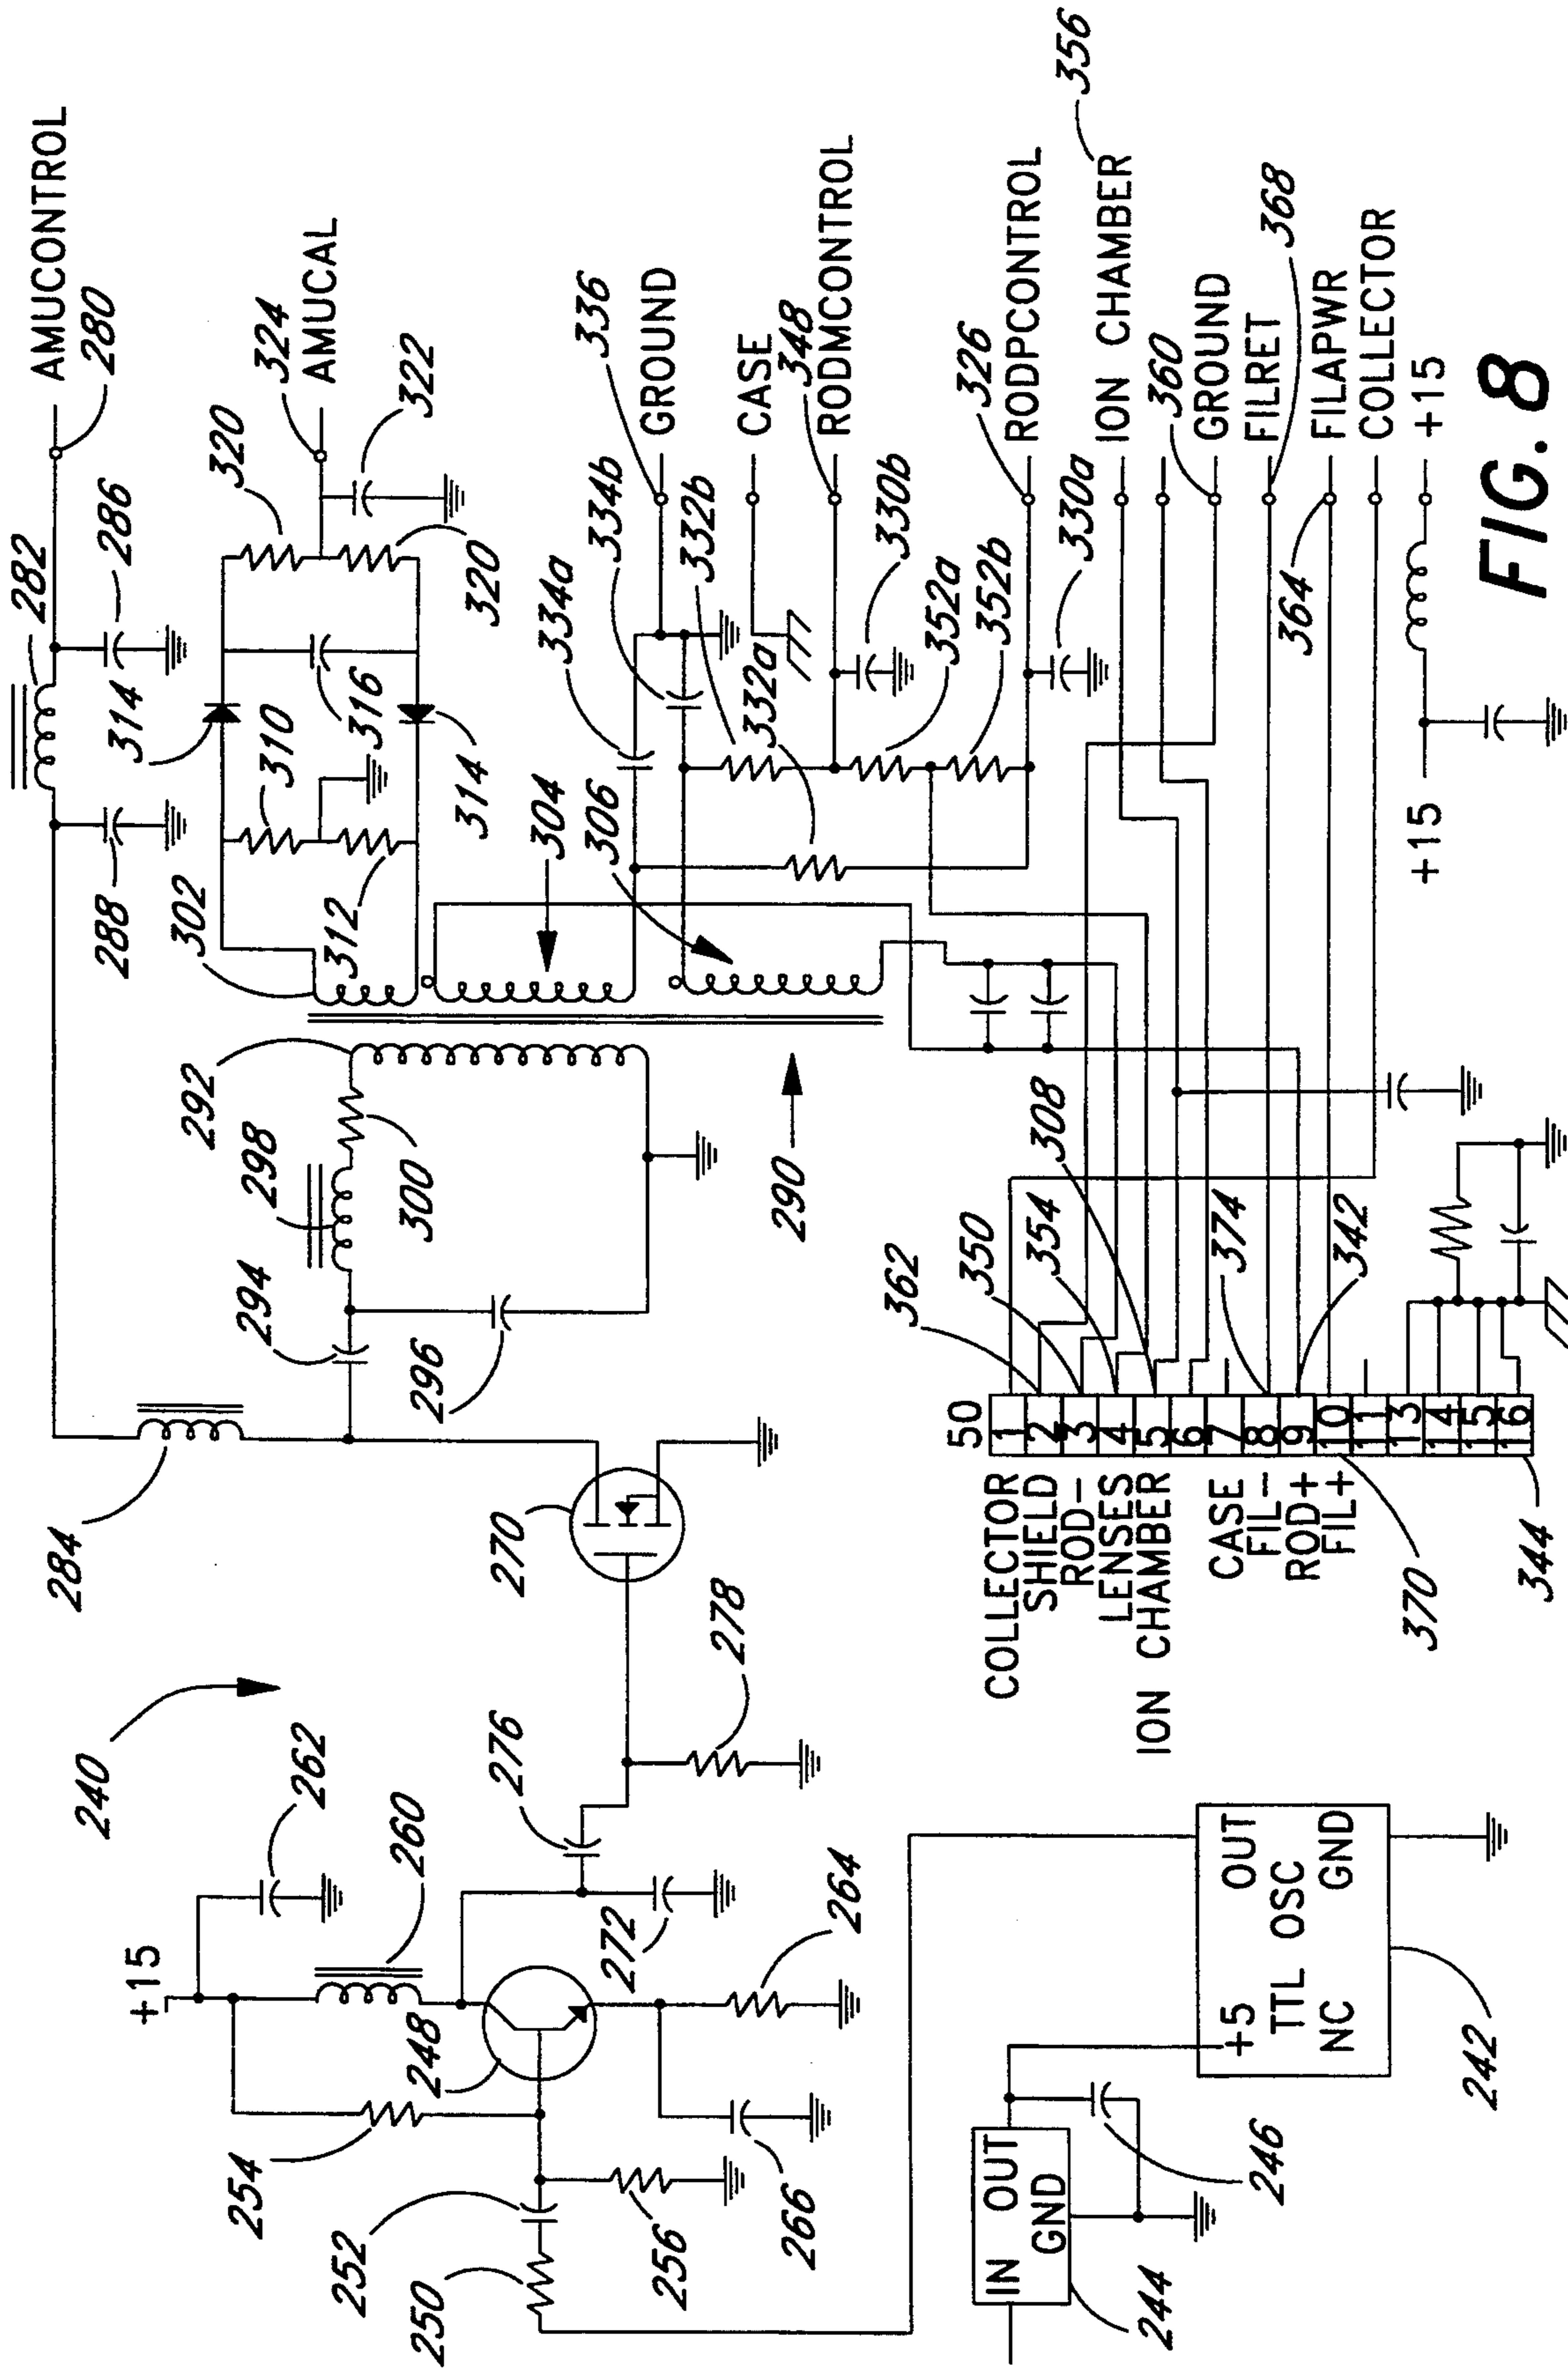 AMUCONTROL
280
282
286
288
284
320
324
AMUCAL
322
320
314
310
316
314
302
312
304
306
334a
334b
332b
332a
336
GROUND
CASE
348
RODMCONTROL
330b
352a
352b
326
RODPCONTROL
330a
356
ION CHAMBER
360
GROUND
FILRET
368
364
FILAPWR
COLLECTOR
+15
+15
292
298
300
294
296
290
270
278
276
240
262
260
+15
248
272
264
254
252
250
256
266
308
354
350
362
374
342
50
COLLECTOR 1
SHIELD 2
ROD– 3
LENSES 4
ION CHAMBER 5
6
CASE 7
FIL– 8
ROD+ 9
FIL+ 10
11
13
14
15
16
370
344
IN OUT
GND
244
246
+5 OUT
TTL OSC
NC GND
242
FIG. 8